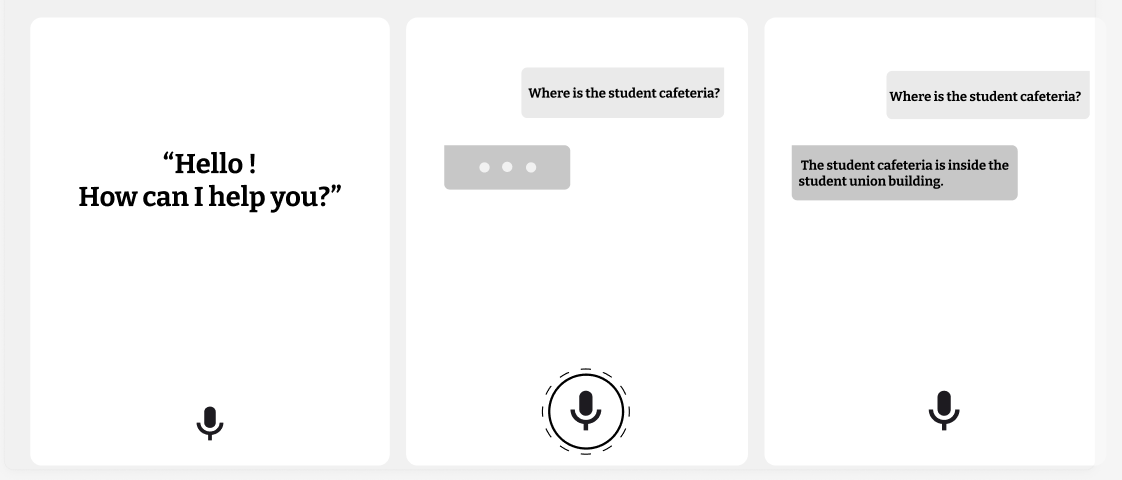 “Hello !
How can I help you?”
Where is the student cafeteria?
Where is the student cafeteria?
The student cafeteria is inside the
student union building.